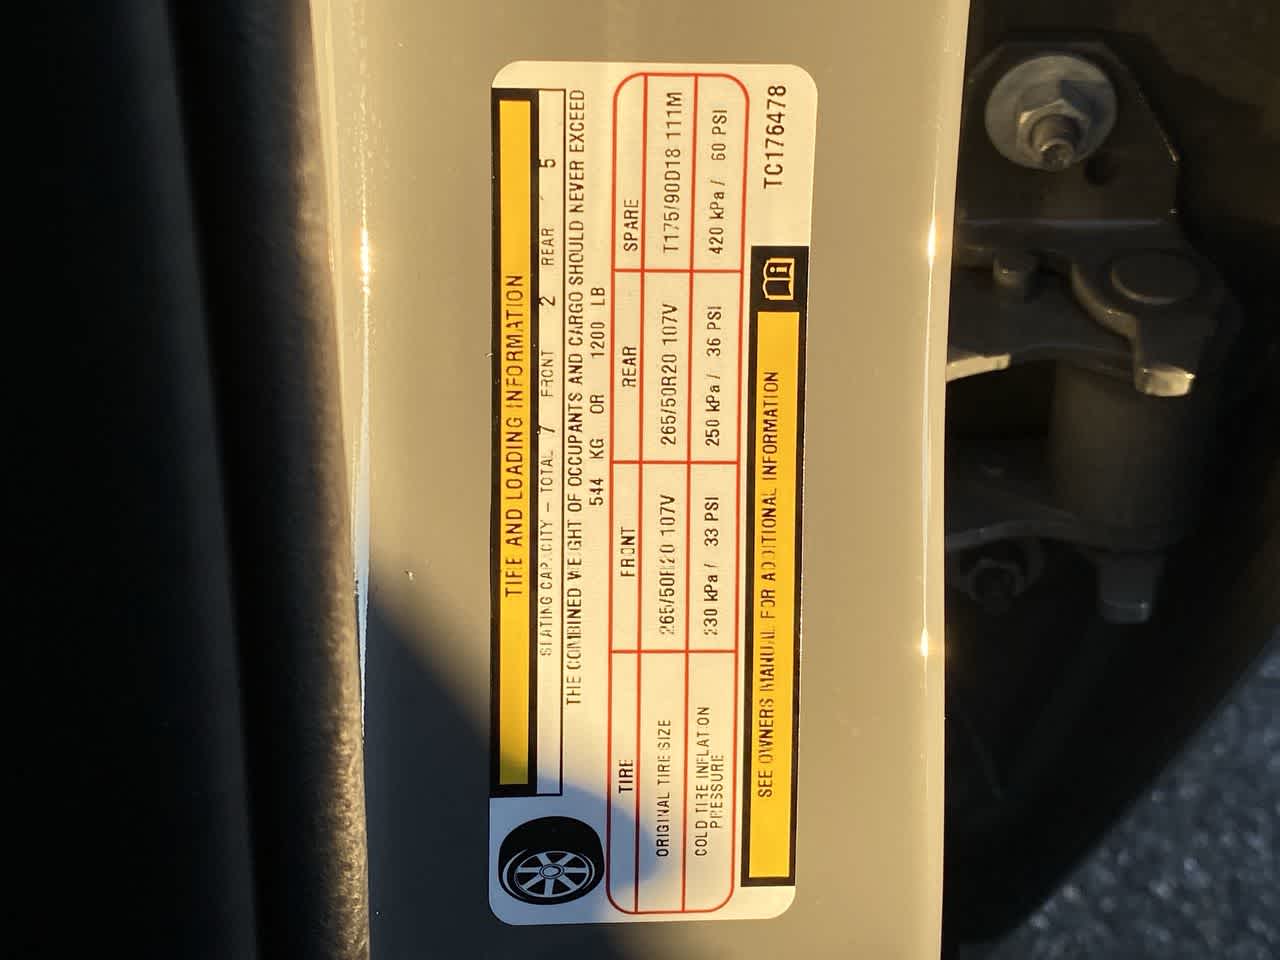 TIRE AND LOADING INFORMATION
SEATING CAPACITY – TOTAL 7 FRONT 2 REAR 5
THE COMBINED WEIGHT OF OCCUPANTS AND CARGO SHOULD NEVER EXCEED
544 KG OR 1200 LB
TIRE FRONT REAR SPARE
ORIGINAL TIRE SIZE 265/50R20 107V 265/50R20 107V T175/90D18 111M
COLD TIRE INFLATION PRESSURE 230 kPa / 33 PSI 250 kPa / 36 PSI 420 kPa / 60 PSI
SEE OWNERS MANUAL FOR ADDITIONAL INFORMATION
TC176478